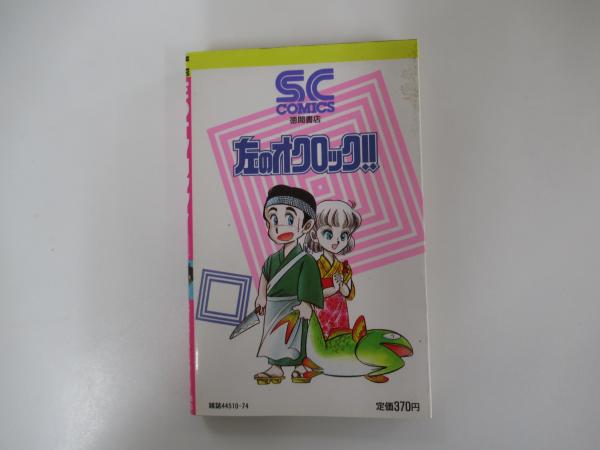 SC
COMICS
徳間書店
左のオクロック!!
雑誌44510-74
定価370円